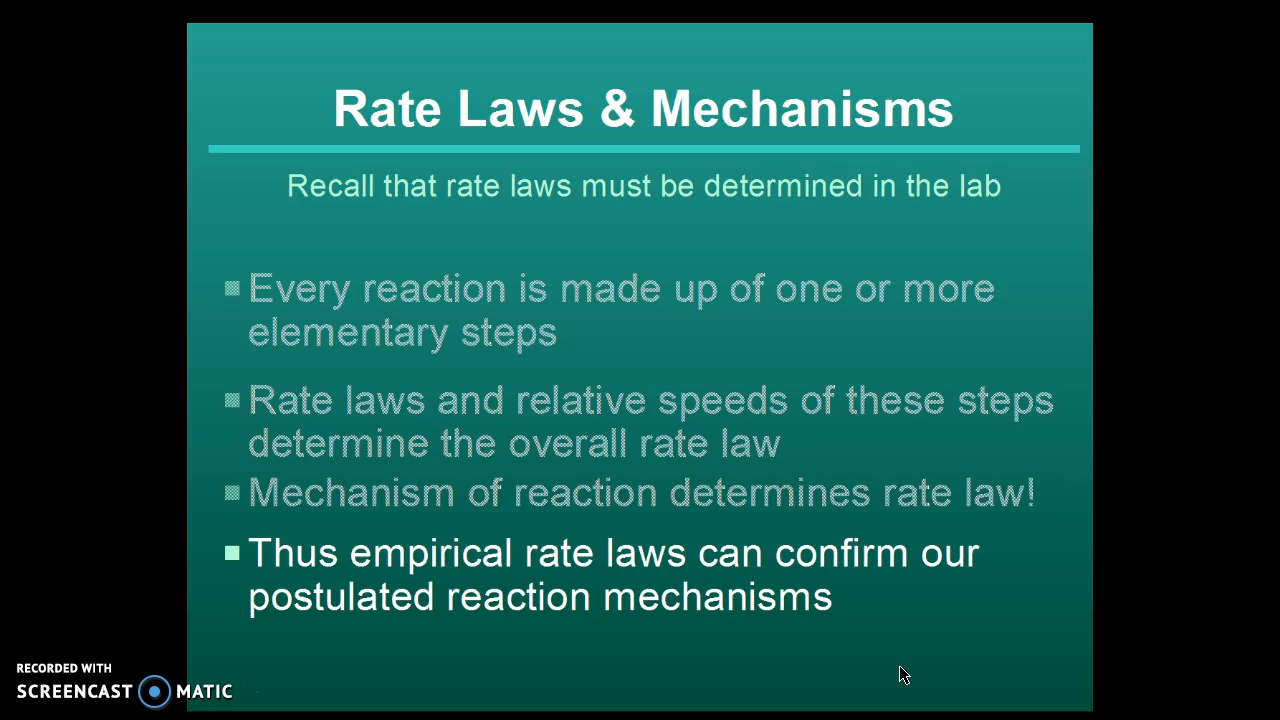 Rate Laws & Mechanisms
Recall that rate laws must be determined in the lab
Every reaction is made up of one or more
elementary steps
Rate laws and relative speeds of these steps
determine the overall rate law
Mechanism of reaction determines rate law!
Thus empirical rate laws can confirm our
postulated reaction mechanisms
RECORDED WITH
SCREENCAST MATIC